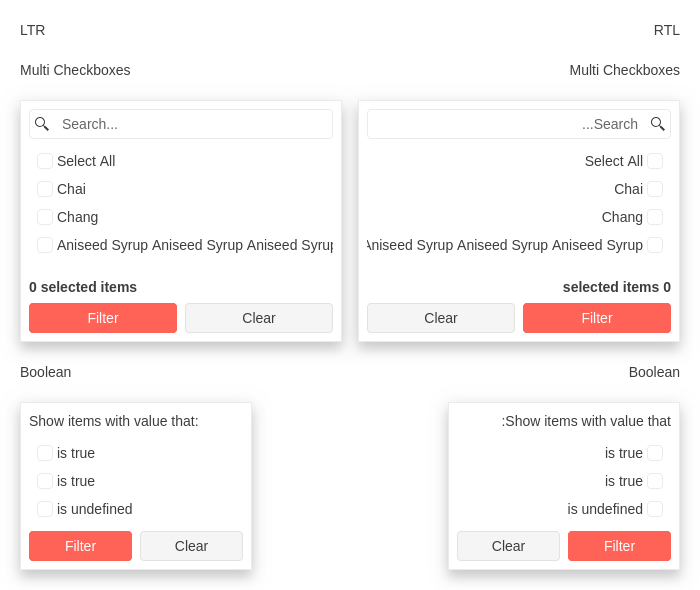 LTR
RTL
Multi Checkboxes
Multi Checkboxes
Search...
Select All
Chai
Chang
Aniseed Syrup Aniseed Syrup Aniseed Syrup
0 selected items
Filter Clear
...Search
Select All
Chai
Chang
Aniseed Syrup Aniseed Syrup Aniseed Syrup
selected items 0
Clear Filter
Boolean
Boolean
Show items with value that:
is true
is true
is undefined
Filter Clear
:Show items with value that
is true
is true
is undefined
Clear Filter